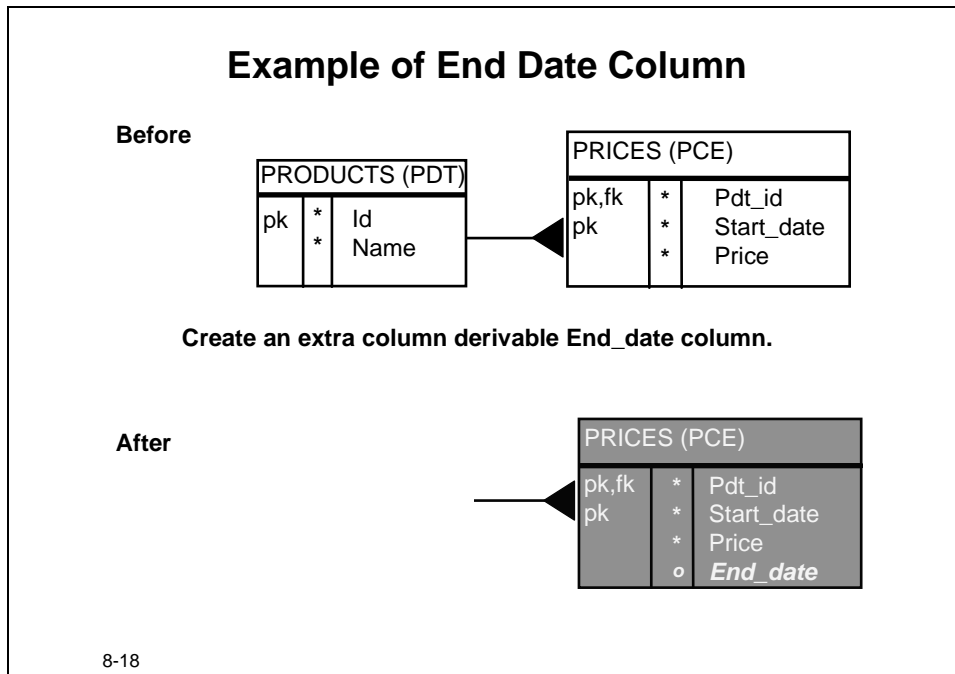 Example of End Date Column
Before
PRODUCTS (PDT)
pk * Id
* Name
PRICES (PCE)
pk,fk * Pdt_id
pk * Start_date
* Price
Create an extra column derivable End_date column.
After
PRICES (PCE)
pk,fk * Pdt_id
pk * Start_date
* Price
o End_date
8-18